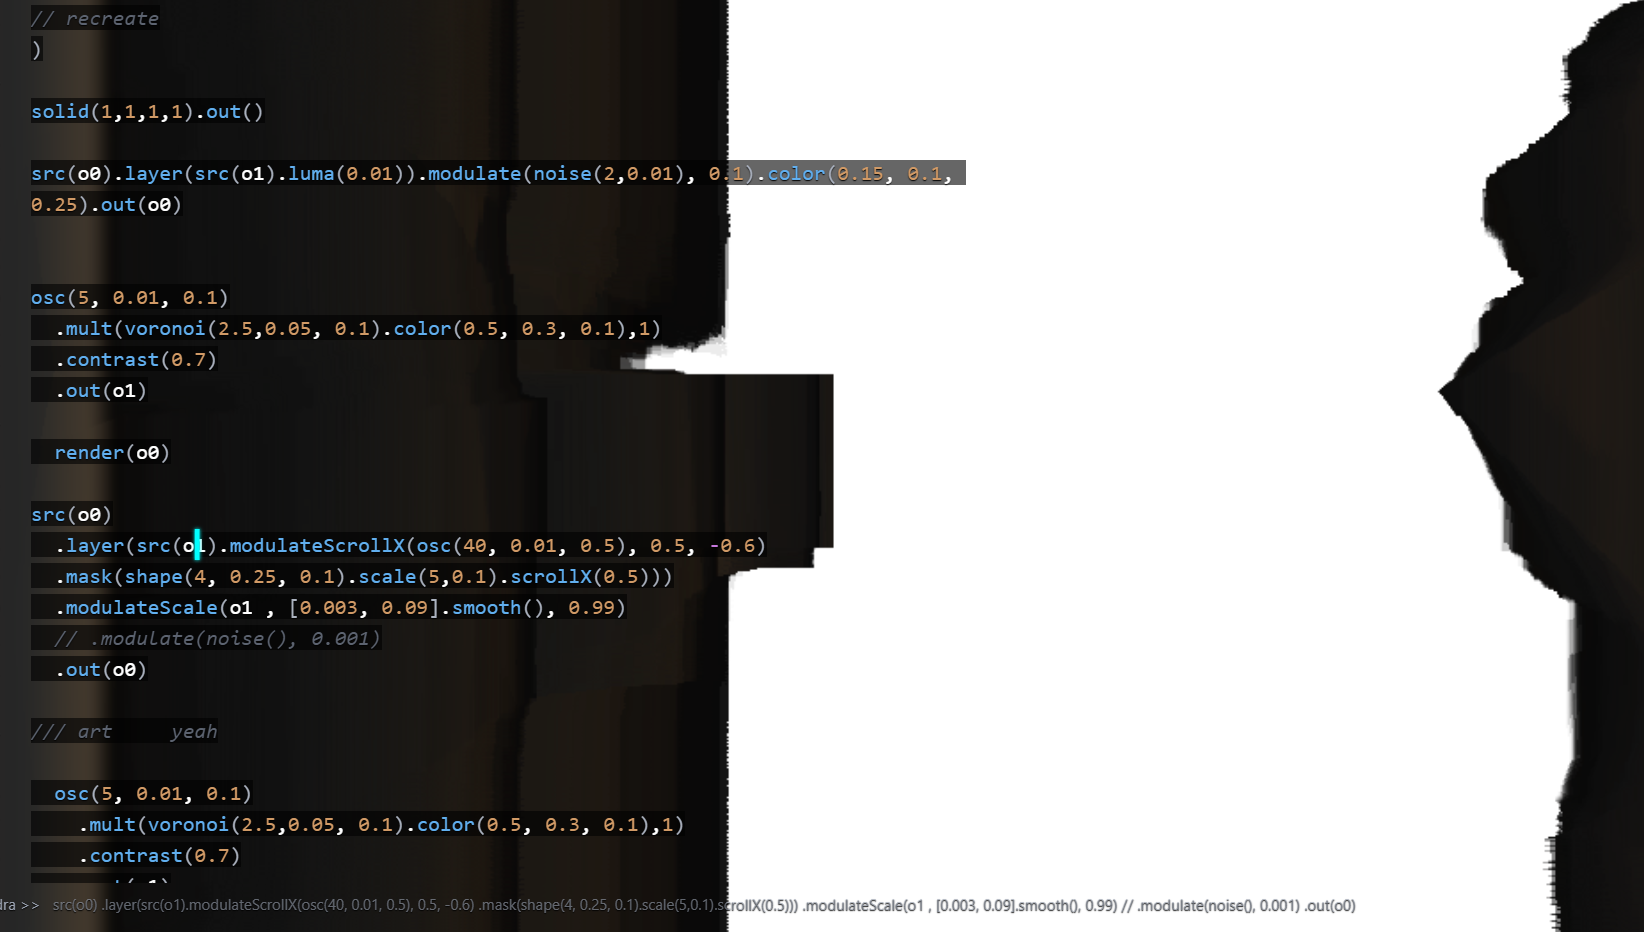 // recreate
)
solid(1,1,1,1).out()
src(o0).layer(src(o1).luma(0.01)).modulate(noise(2,0.01), 0.1).color(0.15, 0.1,
0.25).out(o0)
osc(5, 0.01, 0.1)
.mult(voronoi(2.5,0.05, 0.1).color(0.5, 0.3, 0.1),1)
.contrast(0.7)
.out(o1)
render(o0)
src(o0)
.layer(src(o1).modulateScrollX(osc(40, 0.01, 0.5), 0.5, -0.6)
.mask(shape(4, 0.25, 0.1).scale(5,0.1).scrollX(0.5)))
.modulateScale(o1 , [0.003, 0.09].smooth(), 0.99)
// .modulate(noise(), 0.001)
.out(o0)
/// art     yeah
osc(5, 0.01, 0.1)
.mult(voronoi(2.5,0.05, 0.1).color(0.5, 0.3, 0.1),1)
.contrast(0.7)
dra >> src(o0) .layer(src(o1).modulateScrollX(osc(40, 0.01, 0.5), 0.5, -0.6) .mask(shape(4, 0.25, 0.1).scale(5,0.1).scrollX(0.5))) .modulateScale(o1 , [0.003, 0.09].smooth(), 0.99) // .modulate(noise(), 0.001) .out(o0)